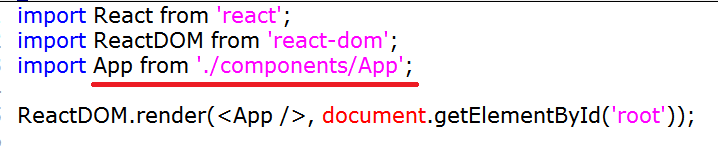 import React from 'react';
import ReactDOM from 'react-dom';
import App from './components/App';
ReactDOM.render(<App />, document.getElementById('root'));